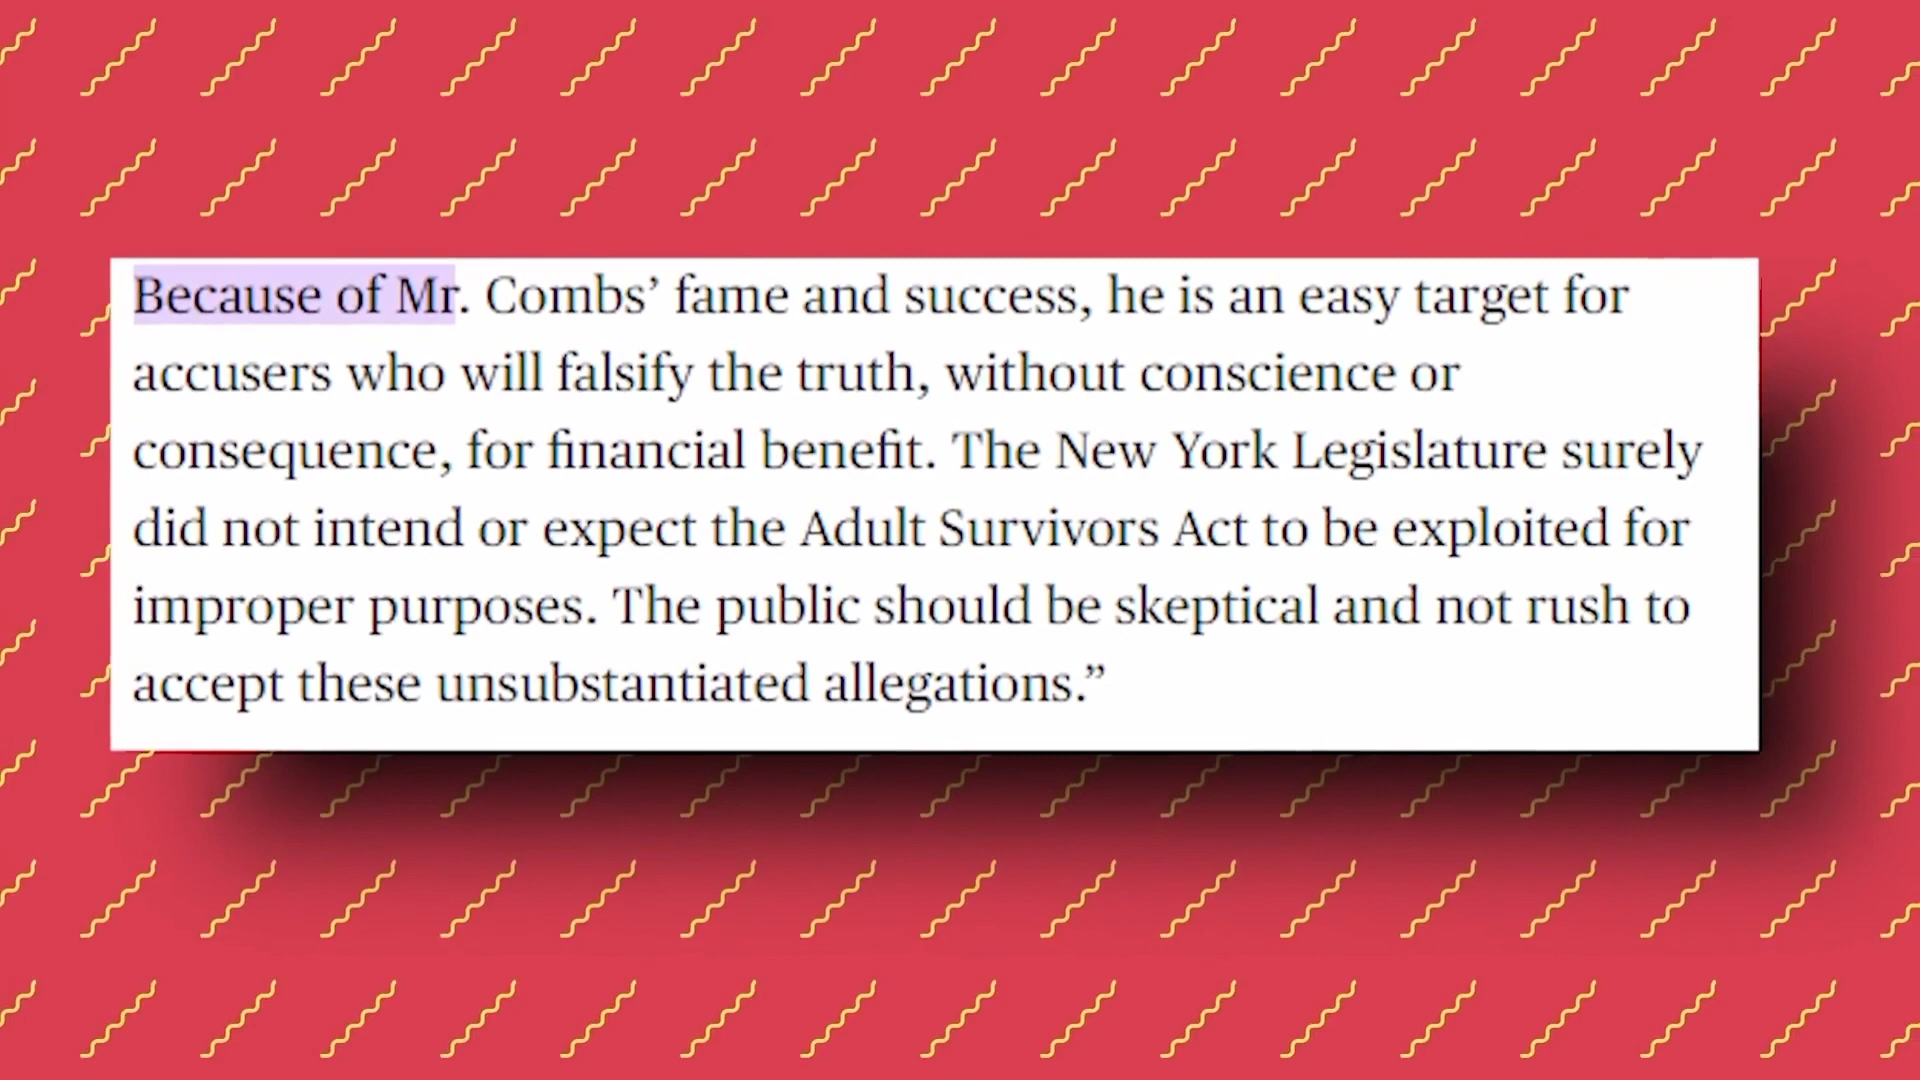 Because of Mr. Combs’ fame and success, he is an easy target for
accusers who will falsify the truth, without conscience or
consequence, for financial benefit. The New York Legislature surely
did not intend or expect the Adult Survivors Act to be exploited for
improper purposes. The public should be skeptical and not rush to
accept these unsubstantiated allegations.”